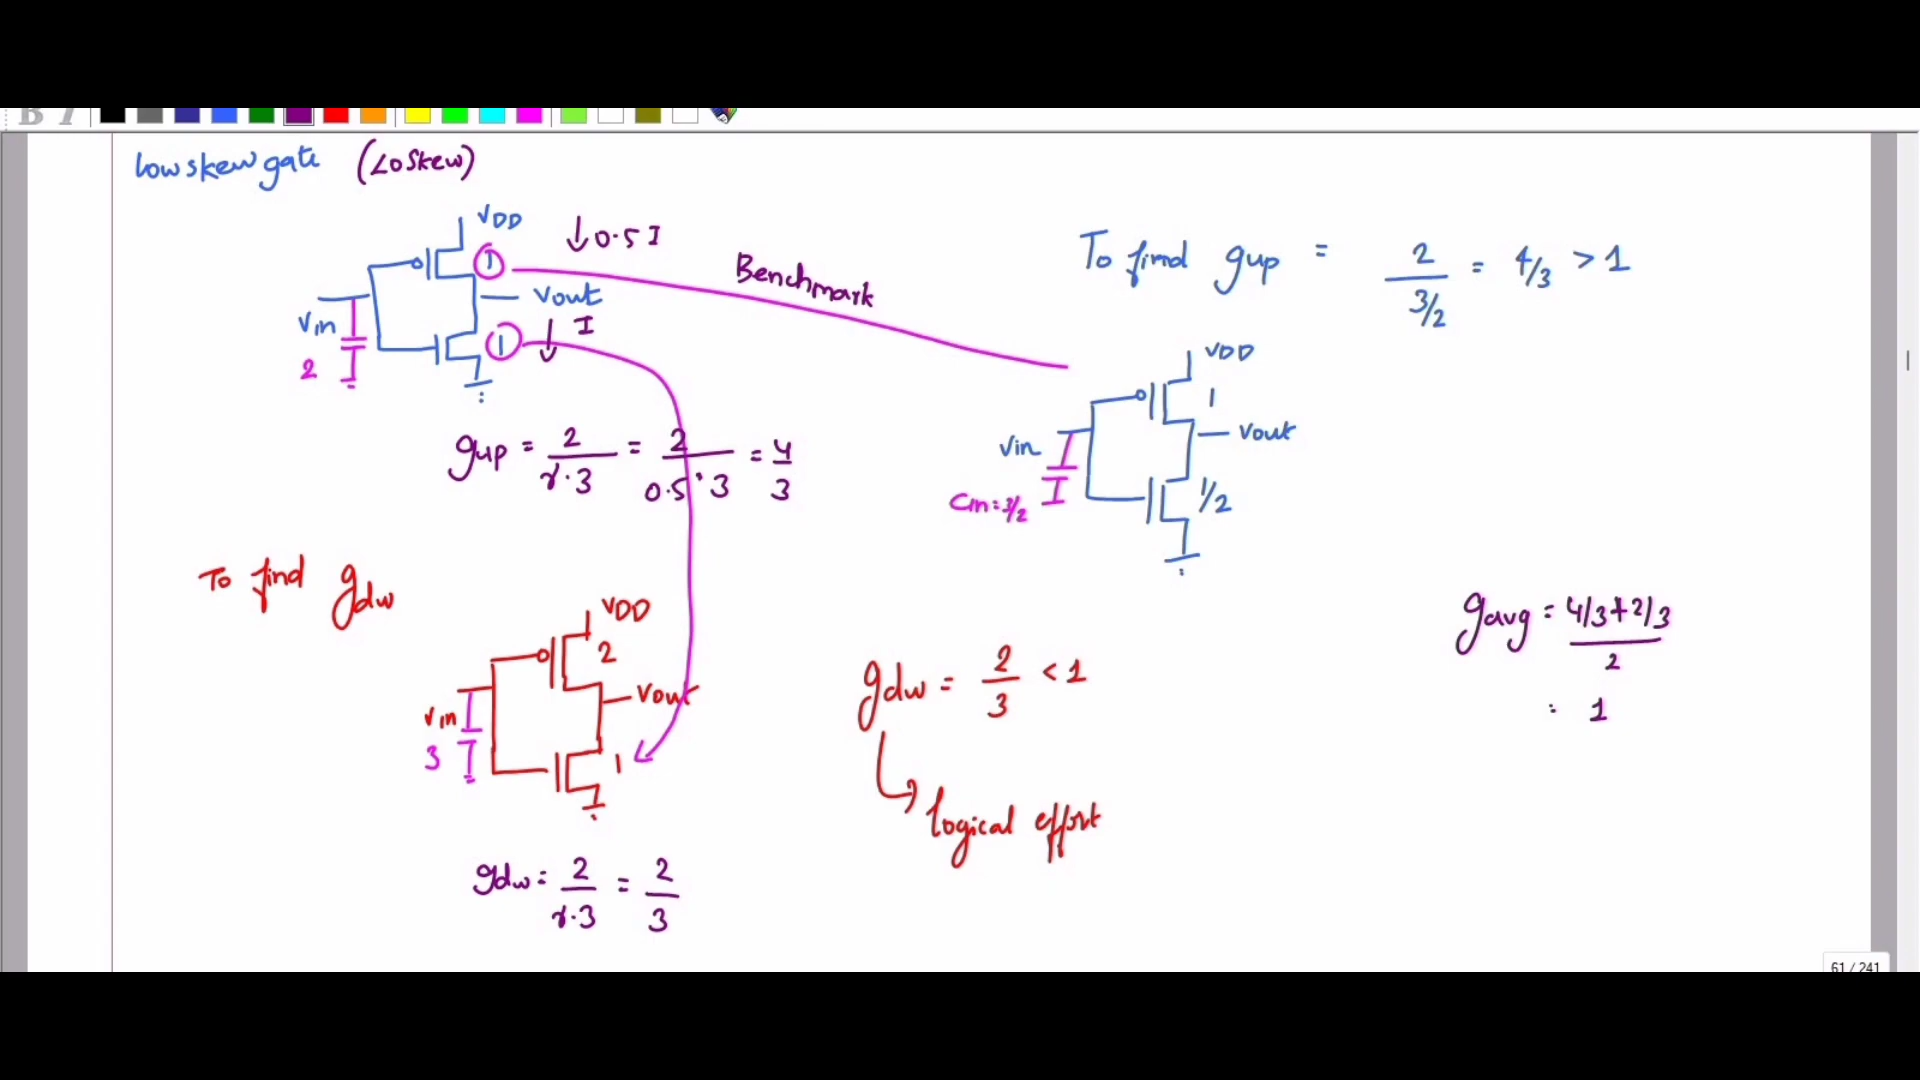 B I
Low skew gate (LoSkew)
VDD
↓ 0.5 I
1
Benchmark
Vout
Vin
↓ I
1
2
To find gup = 2 / 3/2 = 4/3 > 1
gup = 2 / γ.3 = 2 / 0.5.3 = 4 / 3
VDD
1
Vin
Vout
Cin = 3/2
1/2
To find gdw
VDD
2
Vout
Vin
3
1
gdw = 2 / 3 < 1
logical effort
gavg = 4/3 + 2/3 / 2
= 1
gdw = 2 / γ.3 = 2 / 3
61 / 241